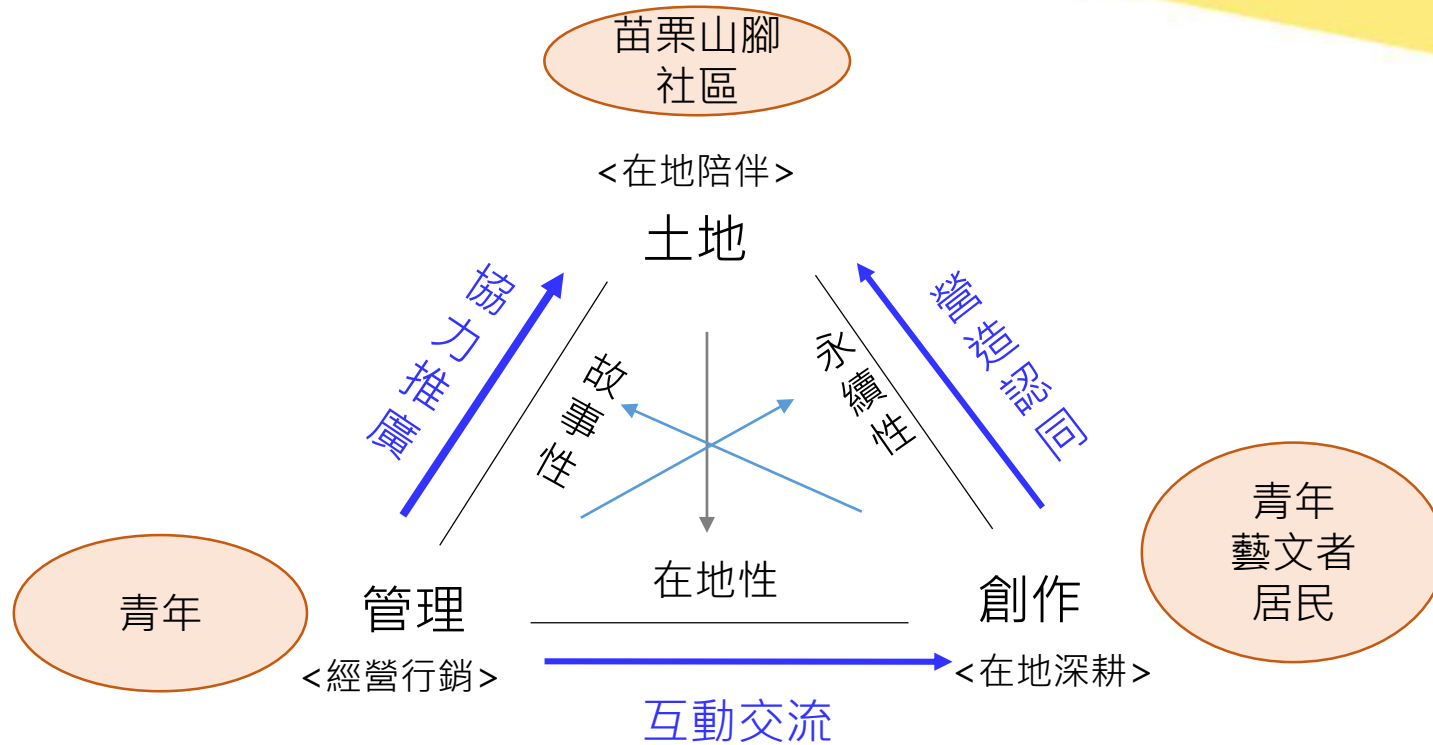 苗栗山腳
社區
<在地陪伴>
土地
協力推廣
故事性
永續性
營造認同
青年
管理
<經營行銷>
在地性
創作
<在地深耕>
青年
藝文者
居民
互動交流